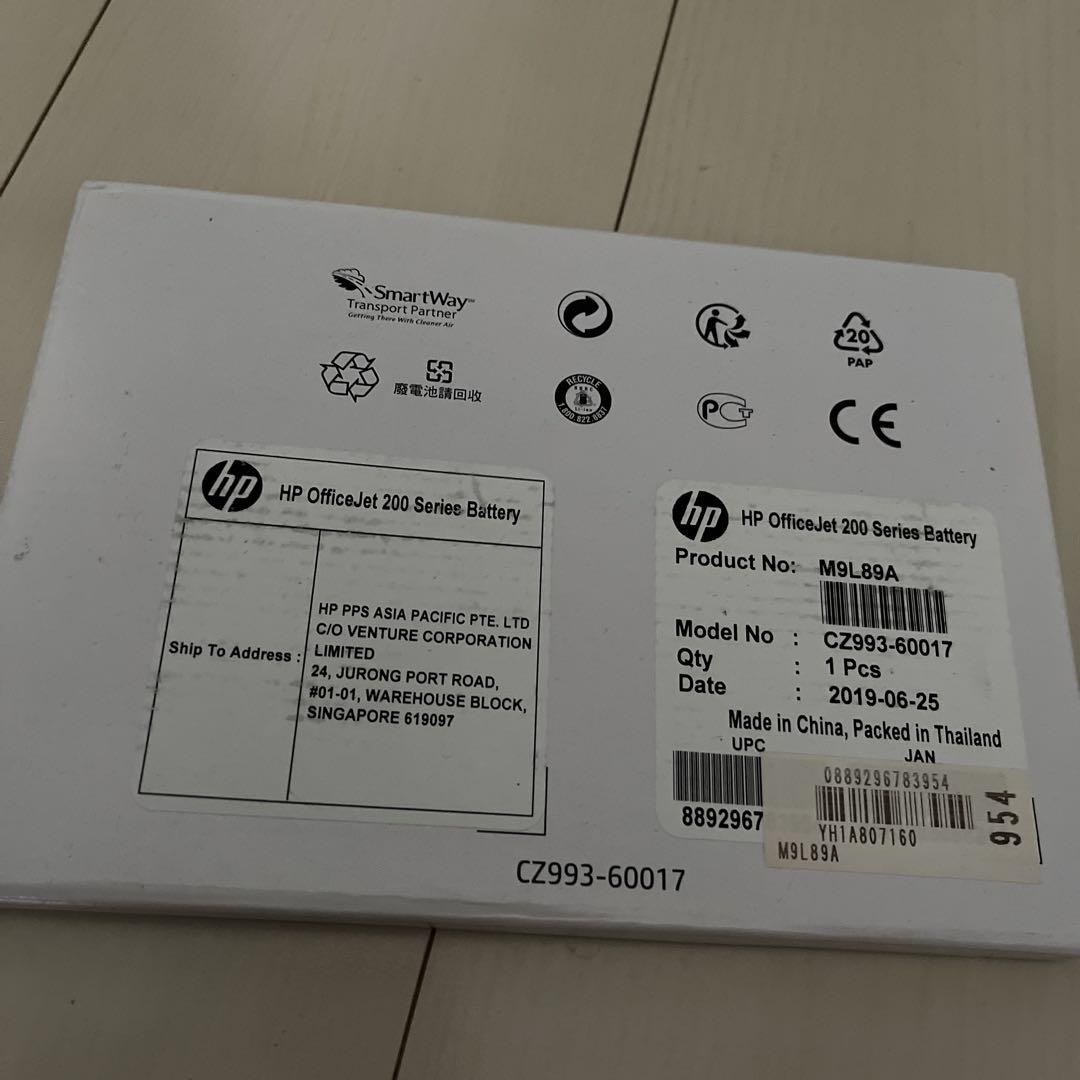 SmartWay
Transport Partner
Getting There With Cleaner Air
20
PAP
廢電池請回收
RECYCLE
1.800.822.8837
CE
hp HP OfficeJet 200 Series Battery
Ship To Address :
HP PPS ASIA PACIFIC PTE. LTD
C/O VENTURE CORPORATION
LIMITED
24, JURONG PORT ROAD,
#01-01, WAREHOUSE BLOCK,
SINGAPORE 619097
hp HP OfficeJet 200 Series Battery
Product No: M9L89A
Model No : CZ993-60017
Qty : 1 Pcs
Date : 2019-06-25
Made in China, Packed in Thailand
UPC JAN
8892967
0889296783954
YH1A807160
M9L89A
954
CZ993-60017